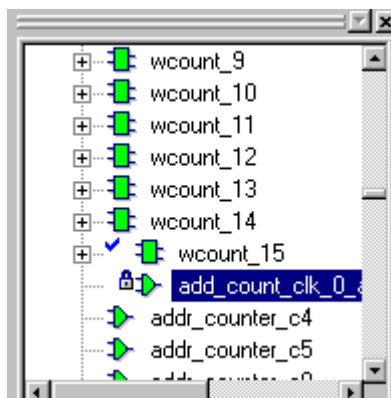 wcount_9
wcount_10
wcount_11
wcount_12
wcount_13
wcount_14
wcount_15
add_count_clk_0_
addr_counter_c4
addr_counter_c5